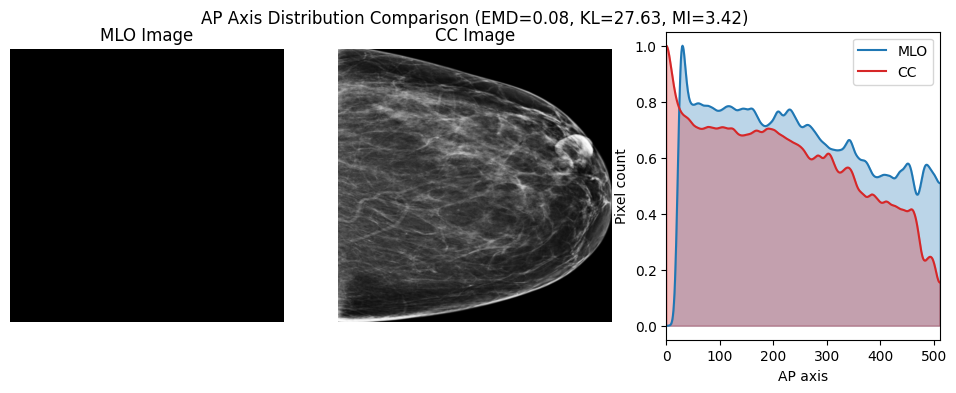 AP Axis Distribution Comparison (EMD=0.08, KL=27.63, MI=3.42)
MLO Image
CC Image
MLO
CC
Pixel count
1.0
0.8
0.6
0.4
0.2
0.0
0 100 200 300 400 500
AP axis